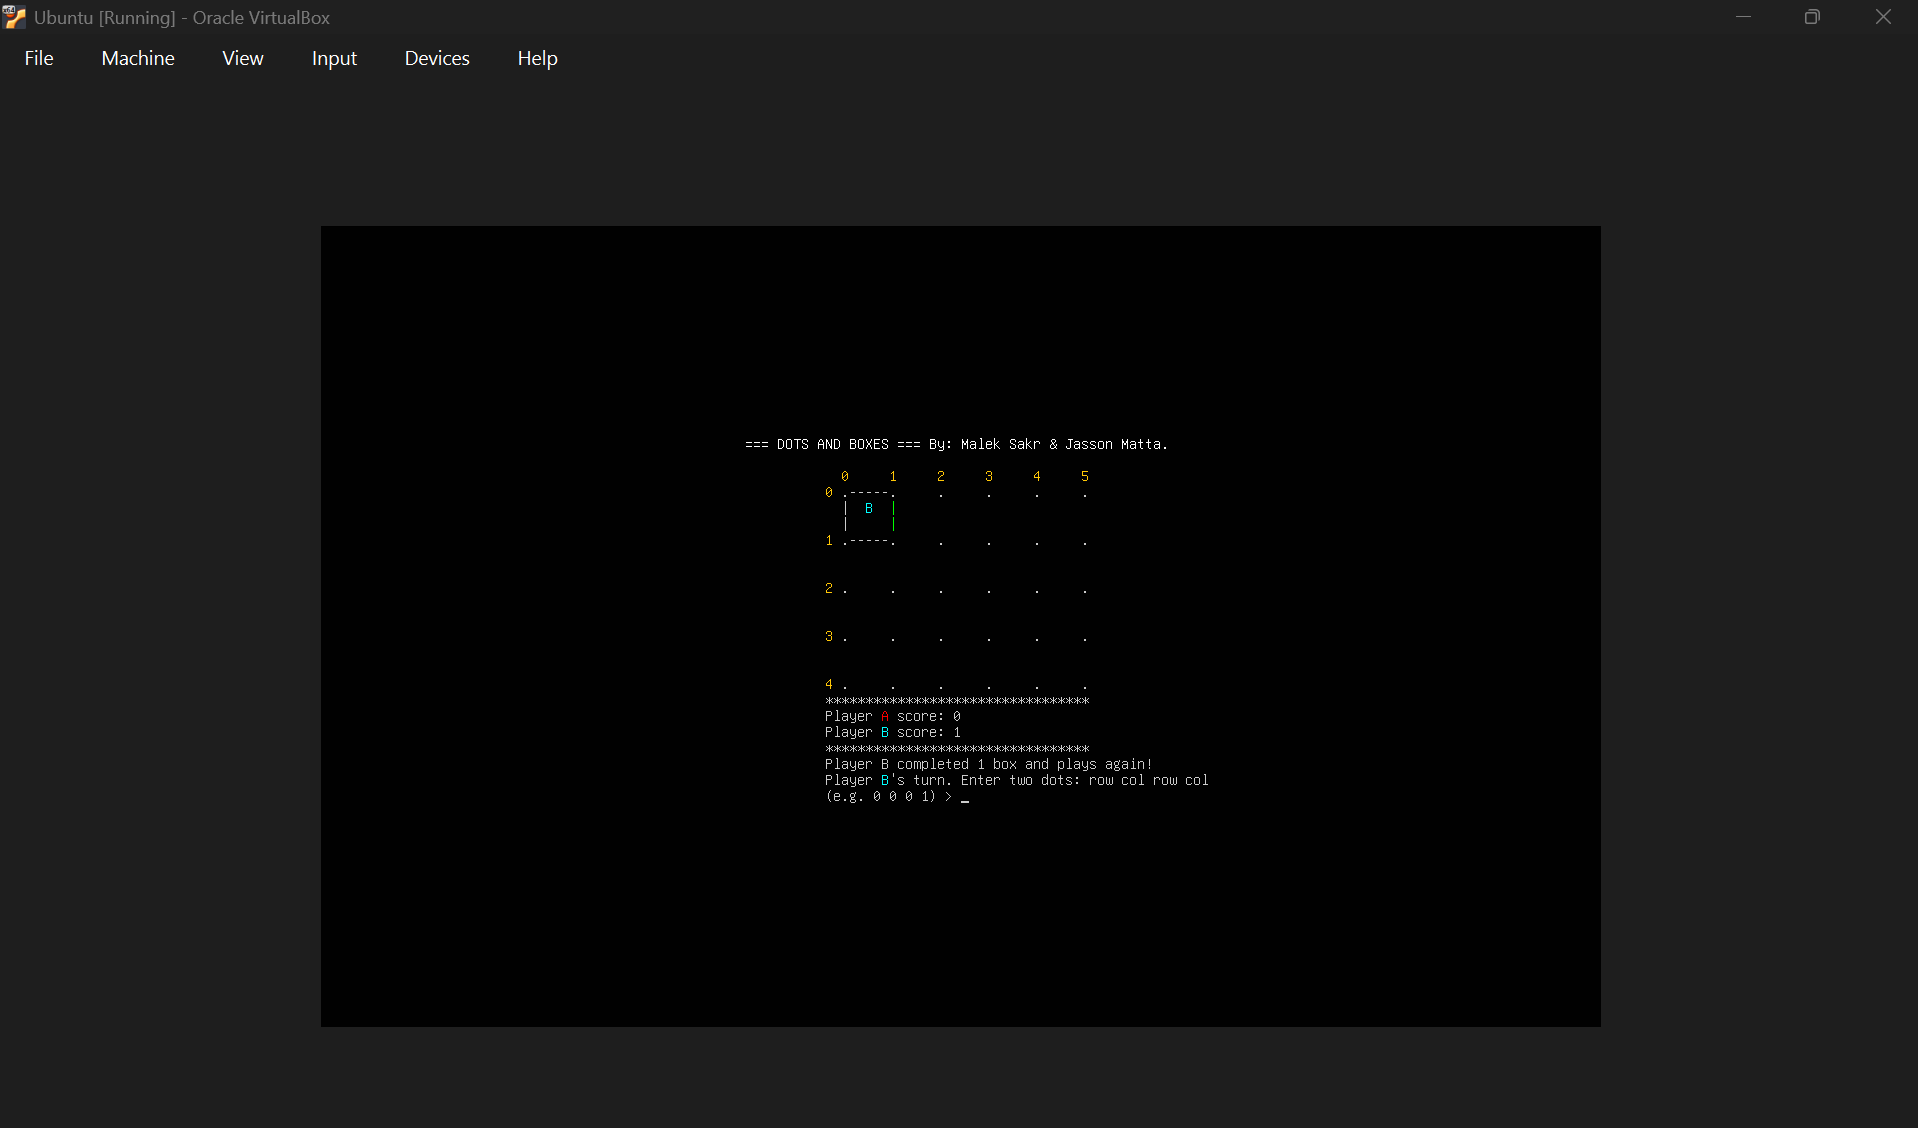 Ubuntu [Running] - Oracle VirtualBox
File Machine View Input Devices Help
=== DOTS AND BOXES === By: Malek Sakr & Jasson Matta.
0 1 2 3 4 5
0 .-----. . . . .
| B |
| |
1 .-----. . . . .
2 . . . . . .
3 . . . . . .
4 . . . . . .
*********************************
Player A score: 0
Player B score: 1
*********************************
Player B completed 1 box and plays again!
Player B's turn. Enter two dots: row col row col
(e.g. 0 0 0 1) > _